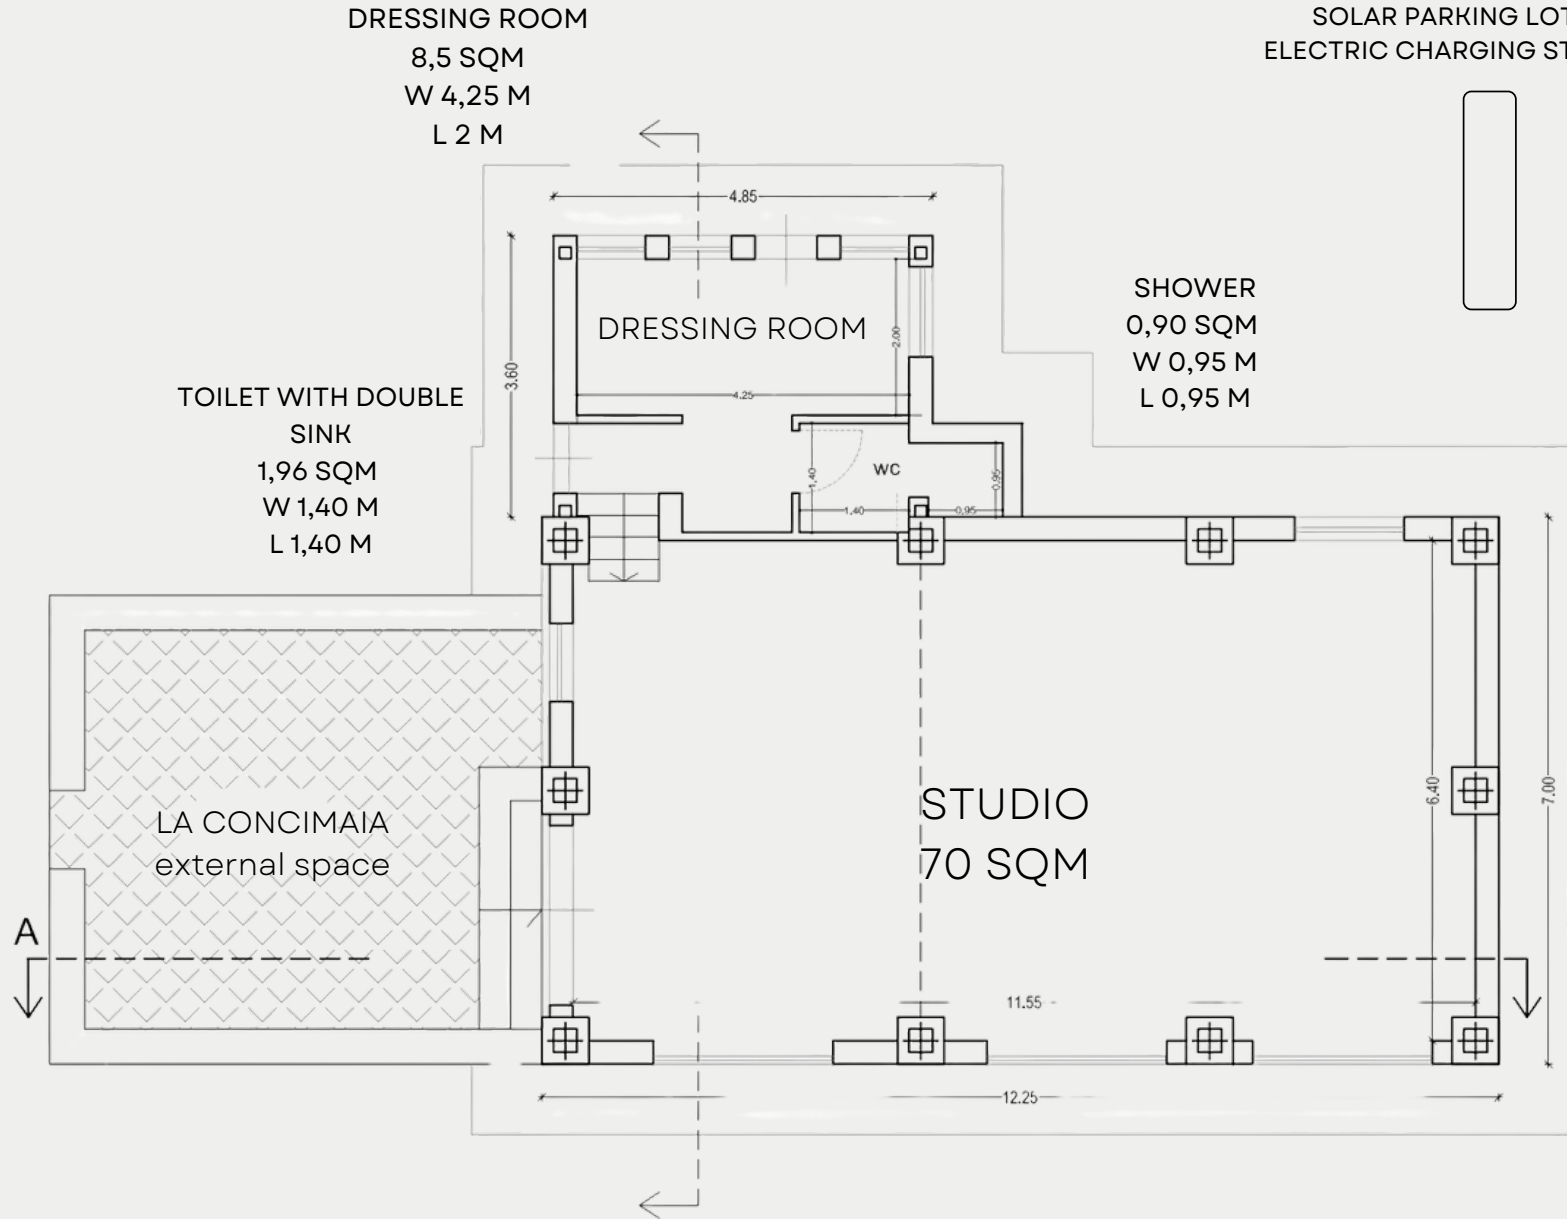 DRESSING ROOM
8,5 SQM
W 4,25 M
L 2 M
SOLAR PARKING LOT
ELECTRIC CHARGING ST
4.85
3.60
DRESSING ROOM
2.00
4.25
SHOWER
0,90 SQM
W 0,95 M
L 0,95 M
TOILET WITH DOUBLE
SINK
1,96 SQM
W 1,40 M
L 1,40 M
WC
1,40
0,95
1.40
0,95
LA CONCIMAIA
external space
STUDIO
70 SQM
6.40
7.00
A
11.55
12.25